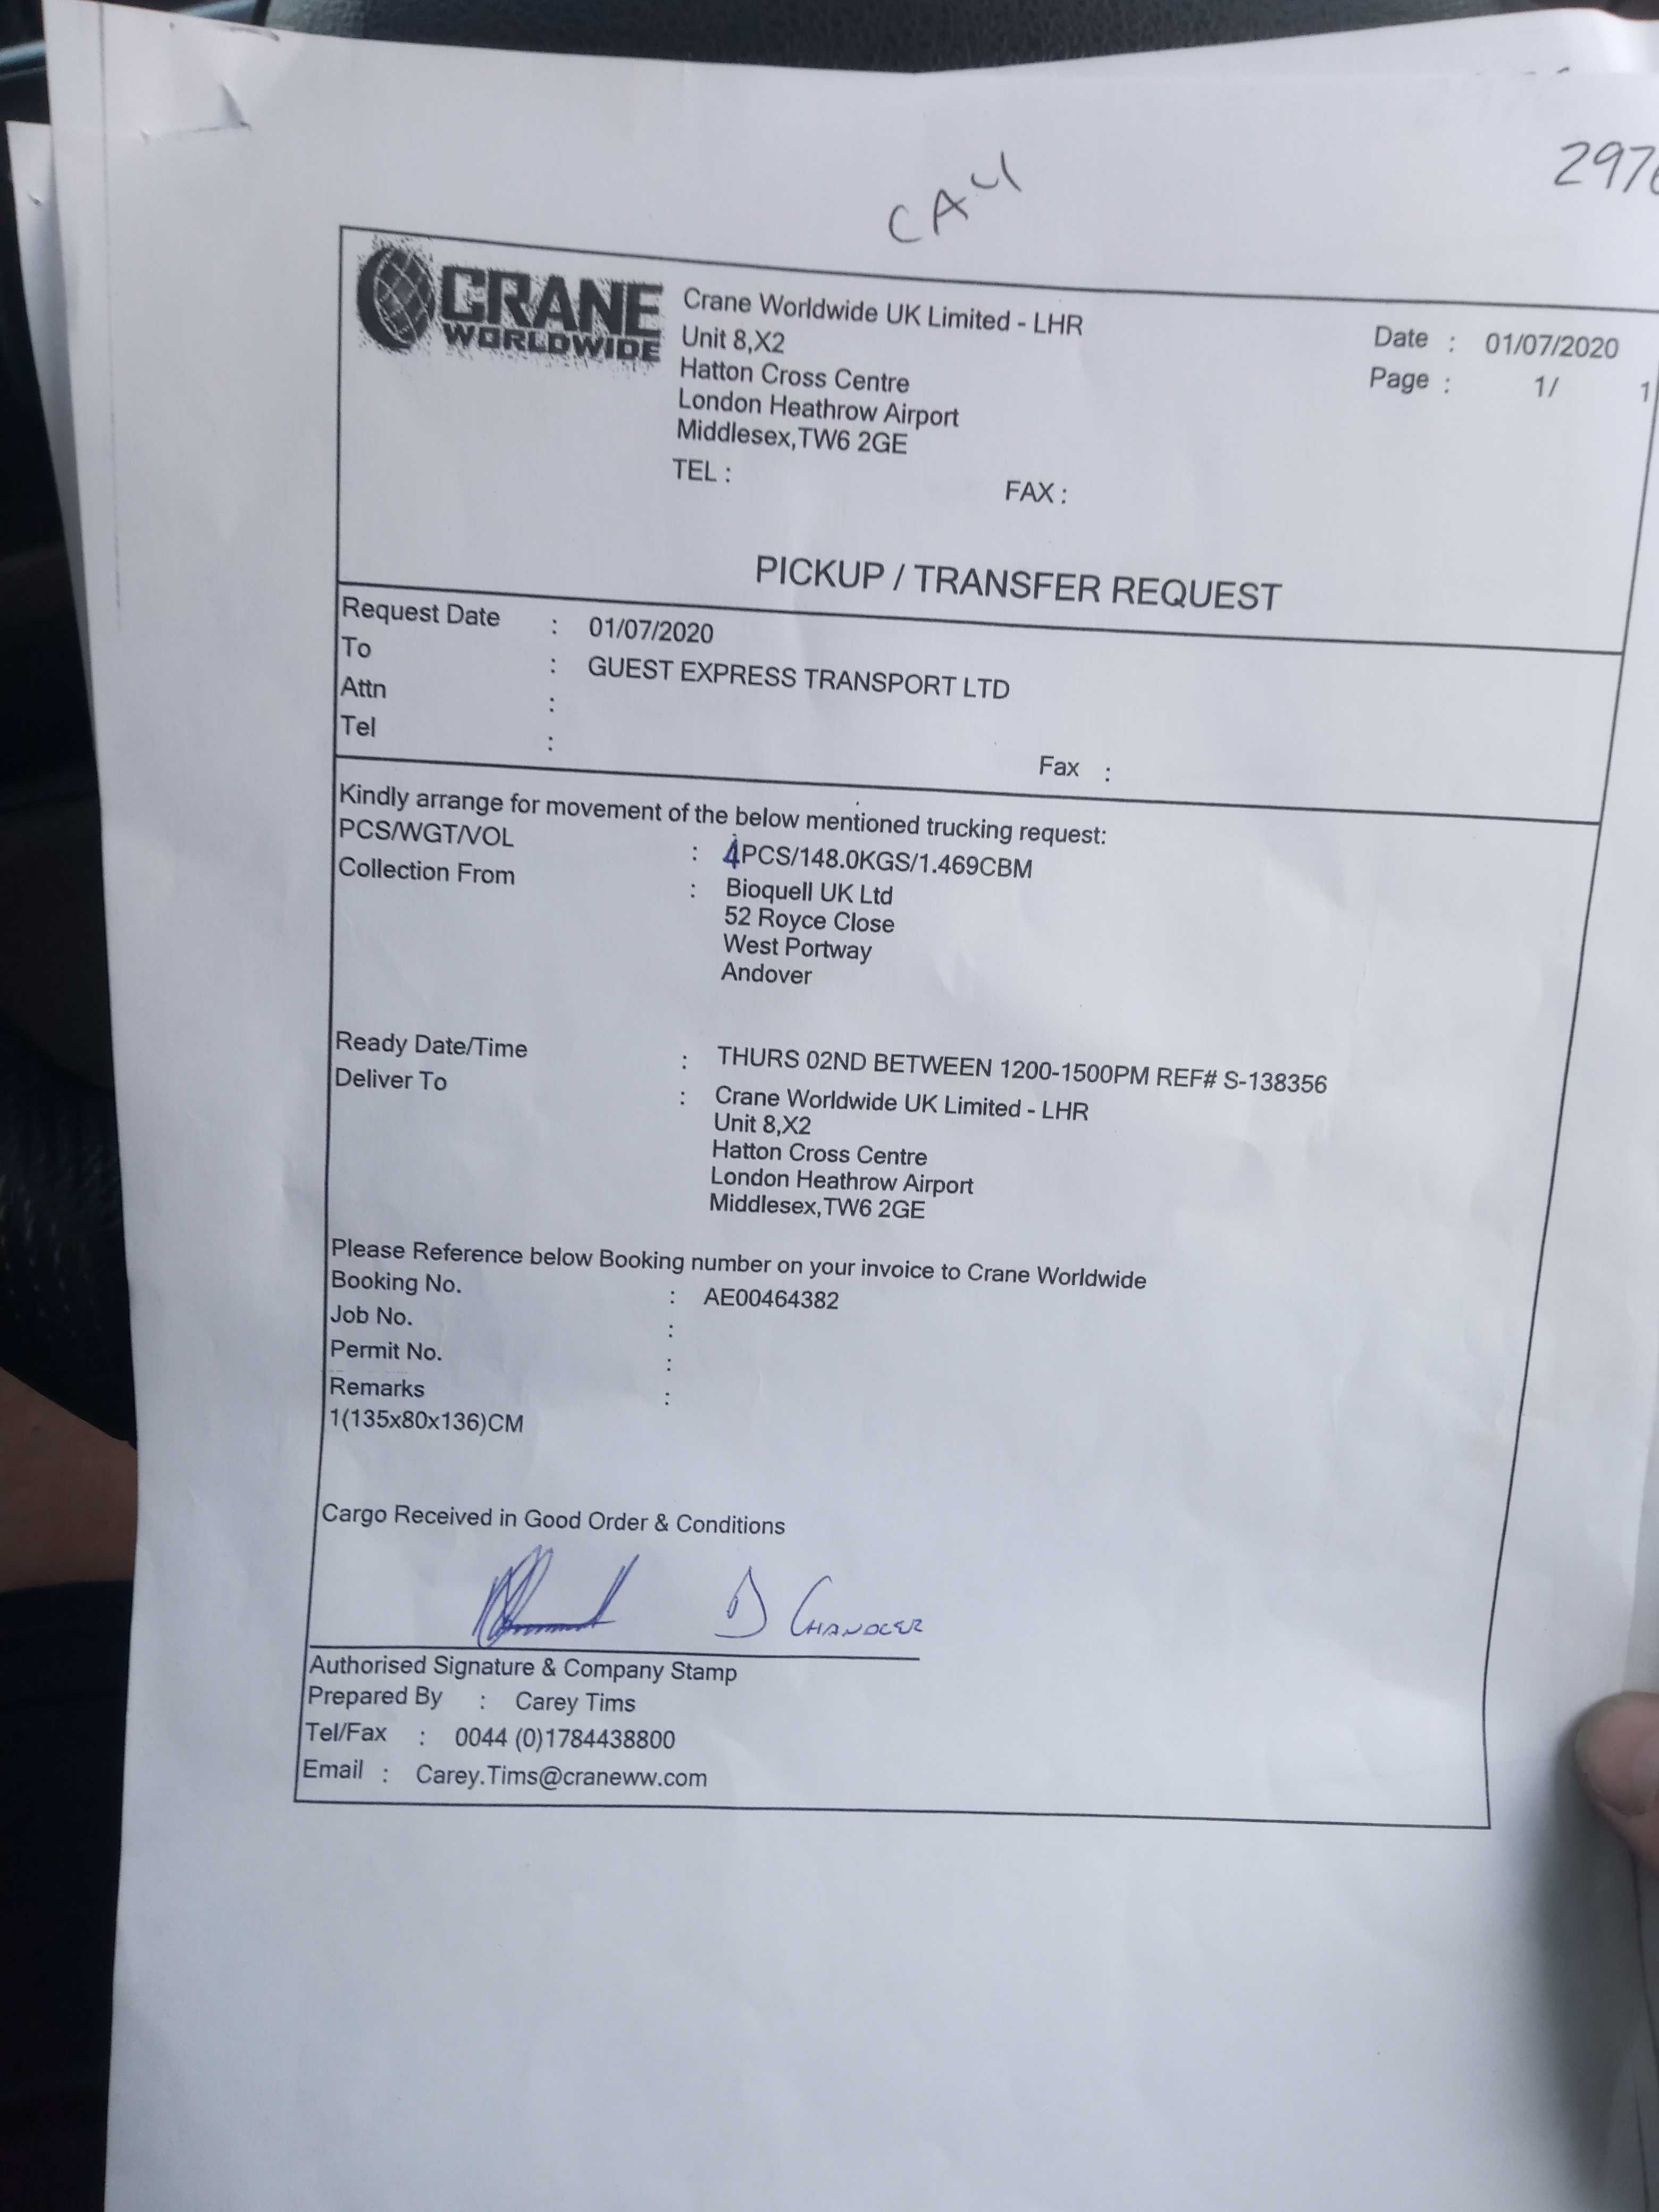 CA41
CRANE
WORLDWIDE
Crane Worldwide UK Limited - LHR
Unit 8,X2
Hatton Cross Centre
London Heathrow Airport
Middlesex,TW6 2GE
TEL :
FAX :
Date : 01/07/2020
Page : 1/ 1
PICKUP / TRANSFER REQUEST
Request Date : 01/07/2020
To : GUEST EXPRESS TRANSPORT LTD
Attn :
Tel :
Fax :
Kindly arrange for movement of the below mentioned trucking request:
PCS/WGT/VOL : 4PCS/148.0KGS/1.469CBM
Collection From : Bioquell UK Ltd
52 Royce Close
West Portway
Andover
Ready Date/Time : THURS 02ND BETWEEN 1200-1500PM REF# S-138356
Deliver To : Crane Worldwide UK Limited - LHR
Unit 8,X2
Hatton Cross Centre
London Heathrow Airport
Middlesex,TW6 2GE
Please Reference below Booking number on your invoice to Crane Worldwide
Booking No. : AE00464382
Job No. :
Permit No. :
Remarks :
1(135x80x136)CM
Cargo Received in Good Order & Conditions
D CHANDLER
Authorised Signature & Company Stamp
Prepared By : Carey Tims
Tel/Fax : 0044 (0)1784438800
Email : Carey.Tims@craneww.com